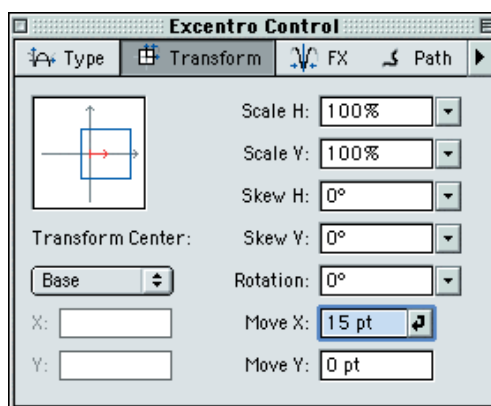 Excentro Control
Type Transform FX Path
Scale H: 100%
Scale V: 100%
Skew H: 0°
Transform Center: Skew V: 0°
Base Rotation: 0°
X: Move X: 15 pt
Y: Move Y: 0 pt